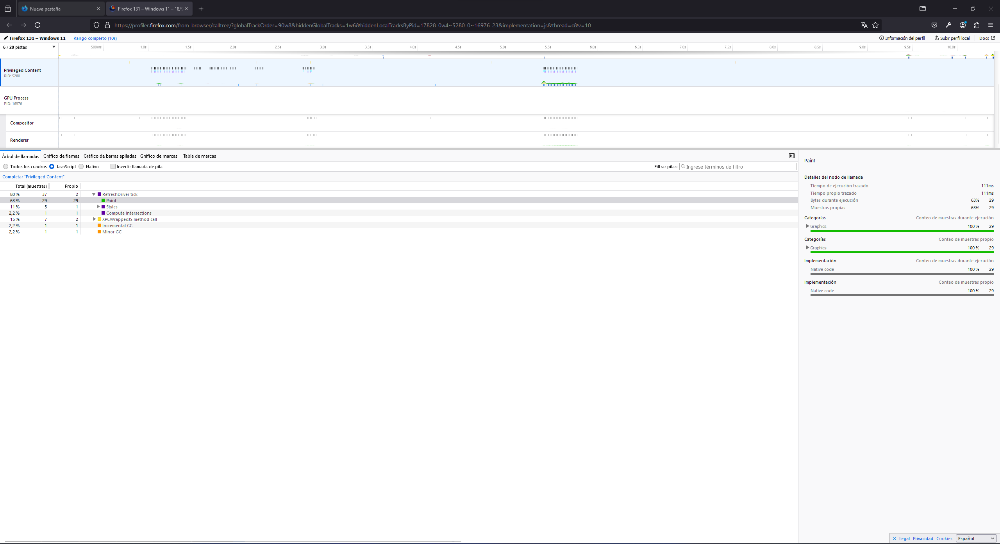 Nueva pestaña
Firefox 131 – Windows 11 – 18/9
https://profiler.firefox.com/from-browser/calltree/?globalTrackOrder=90w8&hiddenGlobalTracks=1w6&hiddenLocalTracksByPid=17828-0w4~5280-0~16976-23&implementation=js&thread=c&v=10
Firefox 131 – Windows 11 Rango completo (10s) Información del perfil Subir perfil local Docs
6 / 20 pistas 500ms 1.0s 1.5s 2.0s 2.5s 3.0s 3.5s 4.0s 4.5s 5.0s 5.5s 6.0s 6.5s 7.0s 7.5s 8.0s 8.5s 9.0s 9.5s 10.0s
Privileged Content
PID: 5280
GPU Process
PID: 16976
Compositor
Renderer
Árbol de llamadas Gráfico de flamas Gráfico de barras apiladas Gráfico de marcas Tabla de marcas
Todos los cuadros JavaScript Nativo Invertir llamada de pila Filtrar pilas: Ingrese términos de filtro
Completar "Privileged Content"
Total (muestras) Propio
80 % 37 2 RefreshDriver tick
63 % 29 29 Paint
11 % 5 1 Styles
2,2 % 1 1 Compute intersections
15 % 7 2 XPCWrappedJS method call
2,2 % 1 1 Incremental CC
2,2 % 1 1 Minor GC
Paint
Detalles del nodo de llamada
Tiempo de ejecución trazado 111ms
Tiempo propio trazado 111ms
Bytes durante ejecución 63% 29
Muestras propias 63% 29
Categorías Conteo de muestras durante ejecución
Graphics 100 % 29
Categorías Conteo de muestras propio
Graphics 100 % 29
Implementación Conteo de muestras durante ejecución
Native code 100 % 29
Implementación Conteo de muestras propio
Native code 100 % 29
Legal Privacidad Cookies Español